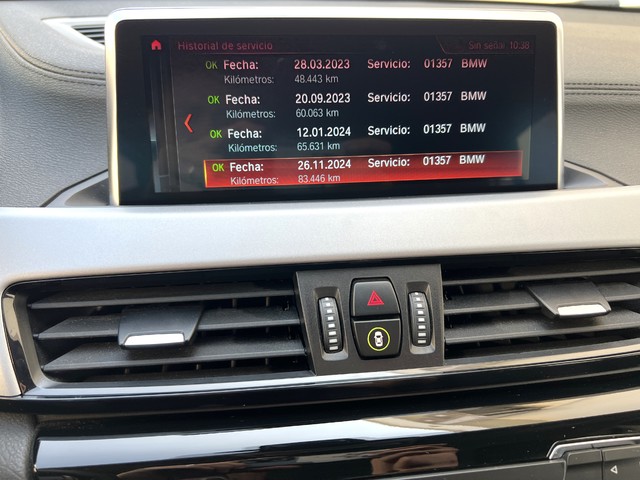 Historial de servicio Sin señal 10:38
OK Fecha: 28.03.2023 Servicio: 01357 BMW
Kilómetros: 48.443 km
OK Fecha: 20.09.2023 Servicio: 01357 BMW
Kilómetros: 60.063 km
OK Fecha: 12.01.2024 Servicio: 01357 BMW
Kilómetros: 65.631 km
OK Fecha: 26.11.2024 Servicio: 01357 BMW
Kilómetros: 83.446 km